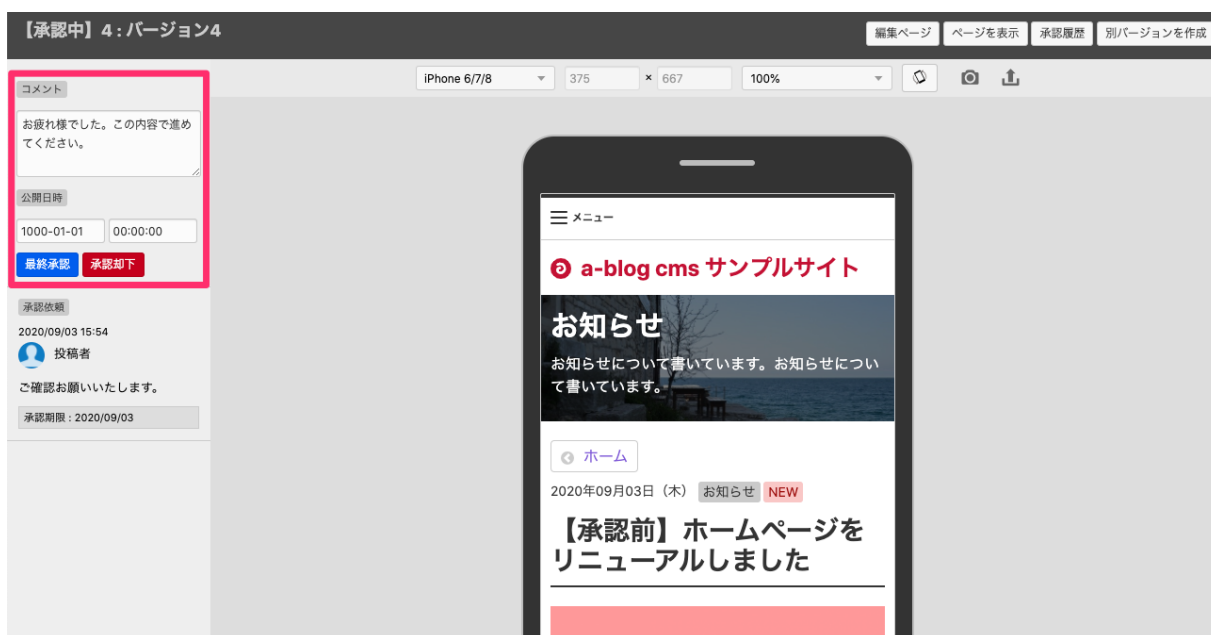 【承認中】4 : バージョン4
編集ページ
ページを表示
承認履歴
別バージョンを作成
iPhone 6/7/8
375
×
667
100%
コメント
お疲れ様でした。この内容で進め
てください。
公開日時
1000-01-01
00:00:00
最終承認
承認却下
承認依頼
2020/09/03 15:54
投稿者
ご確認お願いいたします。
承認期限 : 2020/09/03
メニュー
a-blog cms サンプルサイト
お知らせ
お知らせについて書いています。お知らせについ
て書いています。
ホーム
2020年09月03日（木）
お知らせ
NEW
【承認前】ホームページを
リニューアルしました